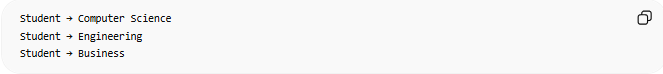 Student → Computer Science
Student → Engineering
Student → Business